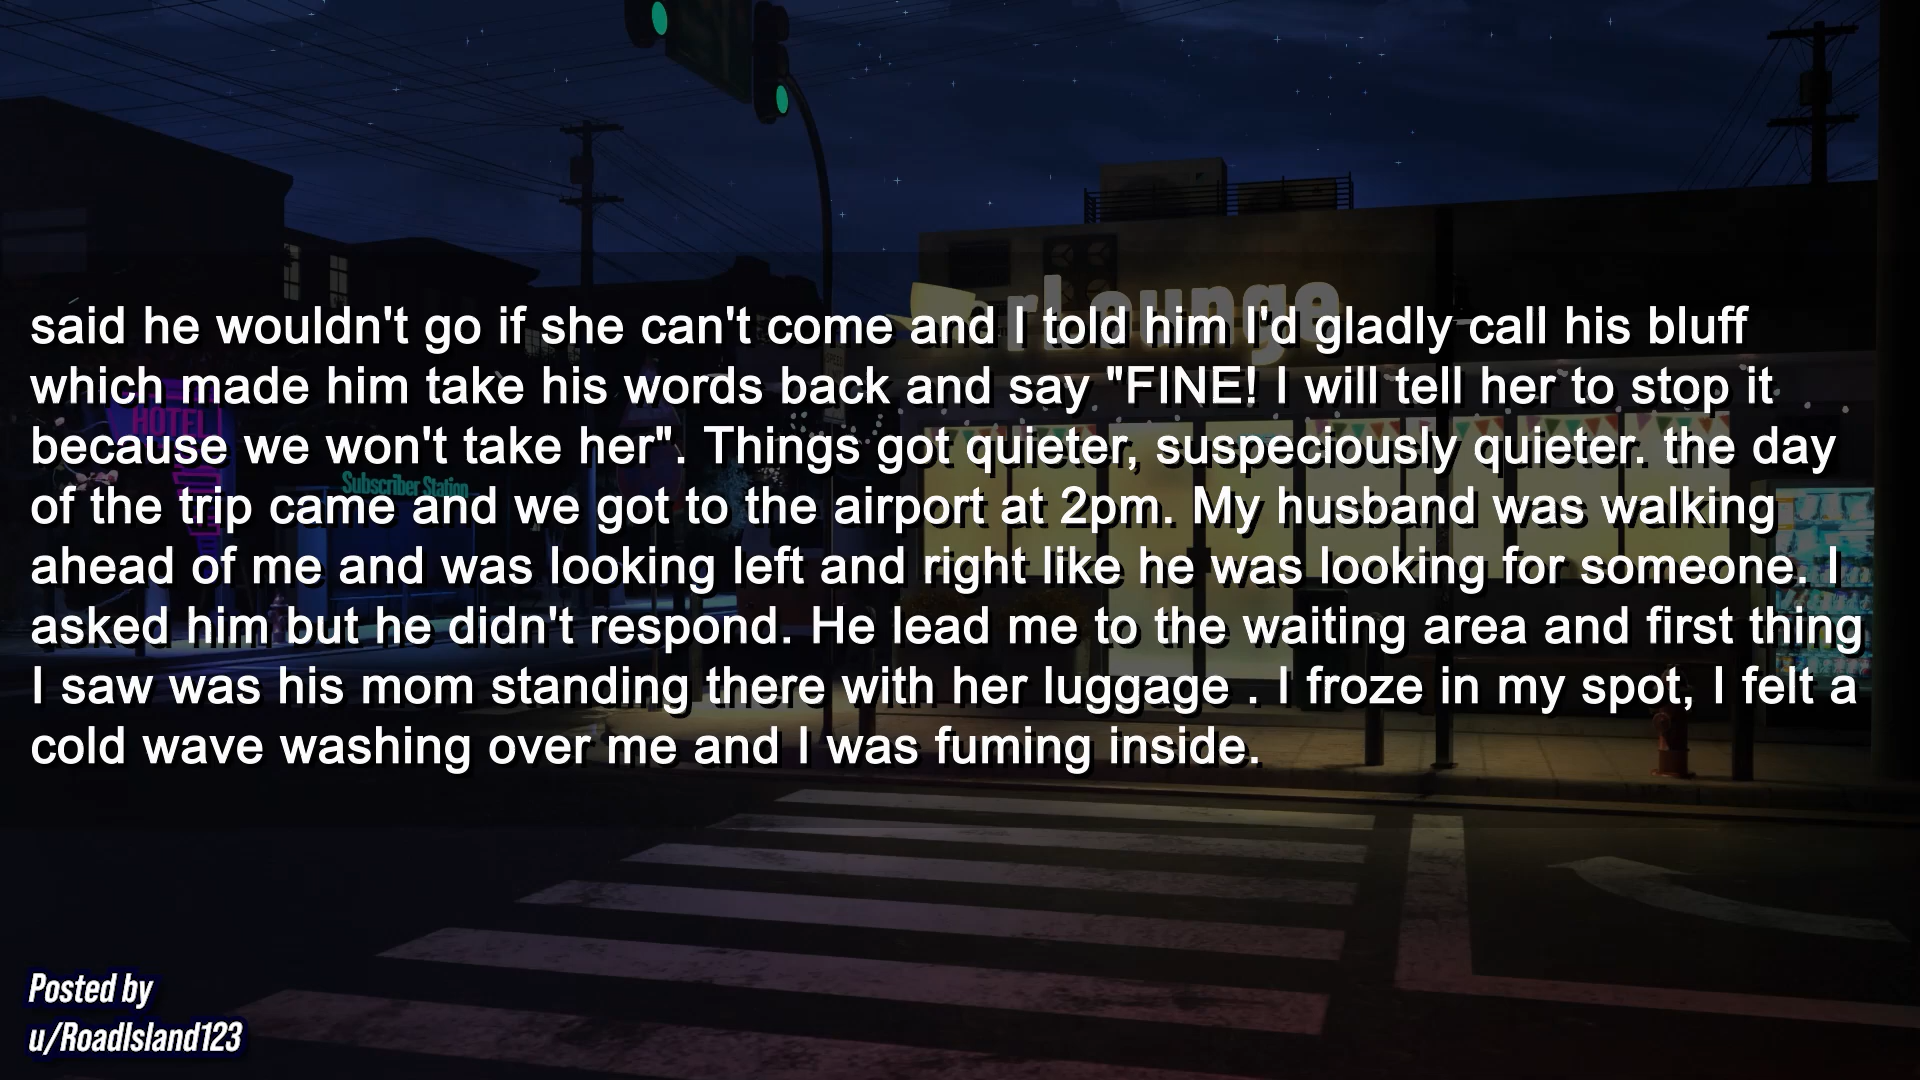 rLounge
said he wouldn't go if she can't come and I told him I'd gladly call his bluff
which made him take his words back and say "FINE! I will tell her to stop it
because we won't take her". Things got quieter, suspeciously quieter. the day
of the trip came and we got to the airport at 2pm. My husband was walking
ahead of me and was looking left and right like he was looking for someone. I
asked him but he didn't respond. He lead me to the waiting area and first thing
I saw was his mom standing there with her luggage . I froze in my spot, I felt a
cold wave washing over me and I was fuming inside.
HOTEL
Subscriber Station
Posted by
u/RoadIsland123